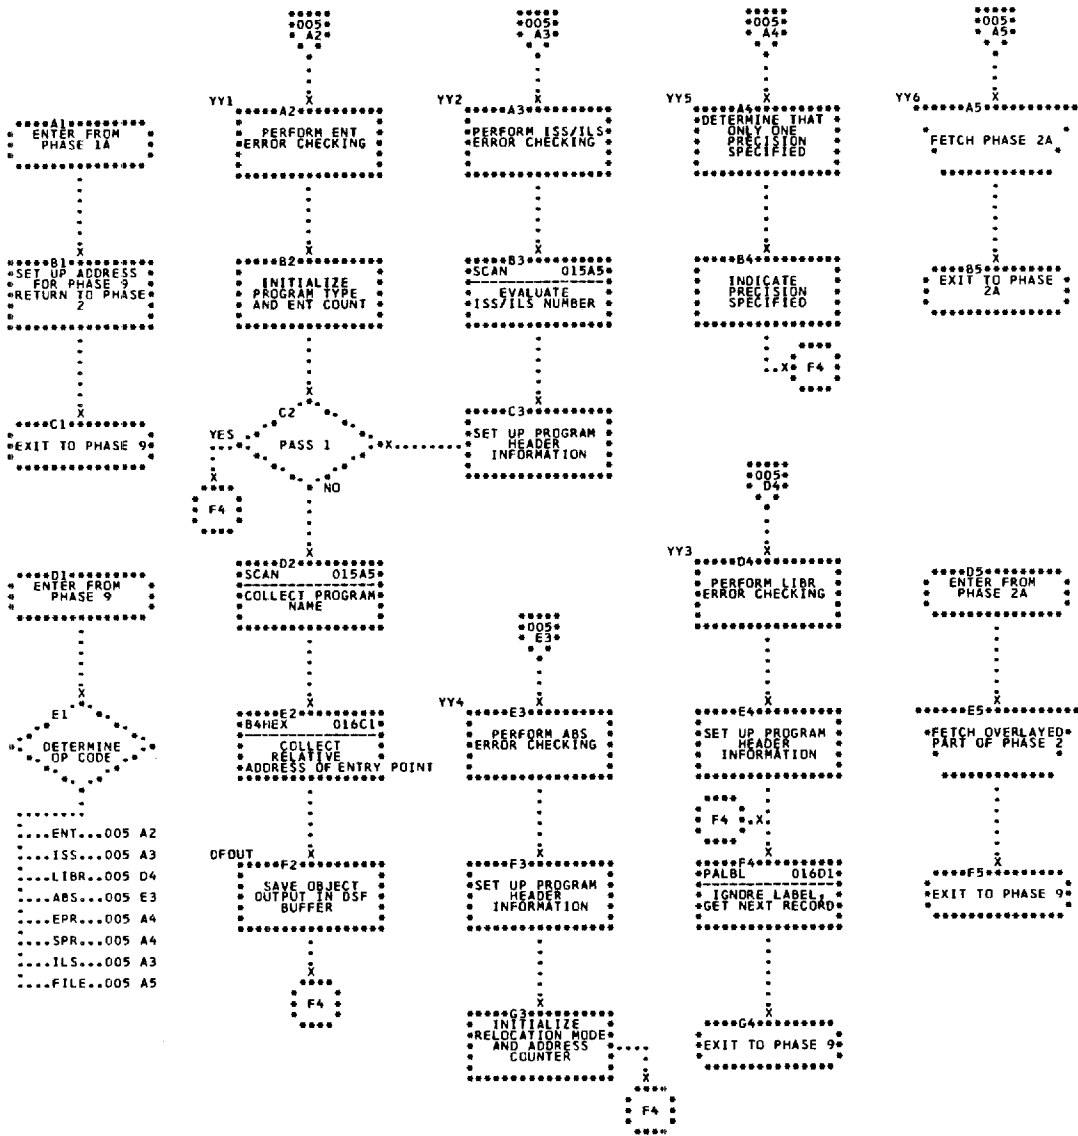 005
A2
005
A3
005
A4
005
A5
YY1
YY2
YY5
YY6
A1
ENTER FROM
PHASE 1A
A2
PERFORM ENT
ERROR CHECKING
A3
PERFORM ISS/ILS
ERROR CHECKING
A4
DETERMINE THAT
ONLY ONE
PRECISION
SPECIFIED
A5
FETCH PHASE 2A
B1
SET UP ADDRESS
FOR PHASE 9
RETURN TO PHASE
2
B2
INITIALIZE
PROGRAM TYPE
AND ENT COUNT
B3
SCAN 015A5
EVALUATE
ISS/ILS NUMBER
B4
INDICATE
PRECISION
SPECIFIED
B5
EXIT TO PHASE
2A
F4
C1
EXIT TO PHASE 9
C2
PASS 1
YES
NO
F4
C3
SET UP PROGRAM
HEADER
INFORMATION
005
D4
D1
ENTER FROM
PHASE 9
D2
SCAN 015A5
COLLECT PROGRAM
NAME
YY3
D4
PERFORM LIBR
ERROR CHECKING
D5
ENTER FROM
PHASE 2A
005
E3
E1
DETERMINE
OP CODE
E2
B4HEX 016C1
COLLECT
RELATIVE
ADDRESS OF ENTRY POINT
YY4
E3
PERFORM ABS
ERROR CHECKING
E4
SET UP PROGRAM
HEADER
INFORMATION
E5
FETCH OVERLAYED
PART OF PHASE 2
F4
....ENT...005 A2
....ISS...005 A3
....LIBR..005 D4
....ABS...005 E3
....EPR...005 A4
....SPR...005 A4
....ILS...005 A3
....FILE..005 A5
DFOUT
F2
SAVE OBJECT
OUTPUT IN DSF
BUFFER
F3
SET UP PROGRAM
HEADER
INFORMATION
F4
PALBL 016D1
IGNORE LABEL,
GET NEXT RECORD
F5
EXIT TO PHASE 9
F4
G3
INITIALIZE
RELOCATION MODE
AND ADDRESS
COUNTER
G4
EXIT TO PHASE 9
F4